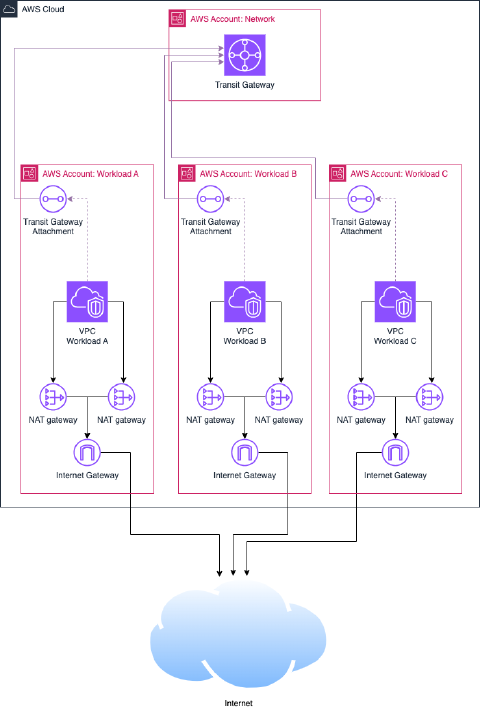 AWS Cloud
AWS Account: Network
Transit Gateway
AWS Account: Workload A
AWS Account: Workload B
AWS Account: Workload C
Transit Gateway
Attachment
Transit Gateway
Attachment
Transit Gateway
Attachment
VPC
Workload A
VPC
Workload B
VPC
Workload C
NAT gateway
NAT gateway
NAT gateway
NAT gateway
NAT gateway
NAT gateway
Internet Gateway
Internet Gateway
Internet Gateway
Internet